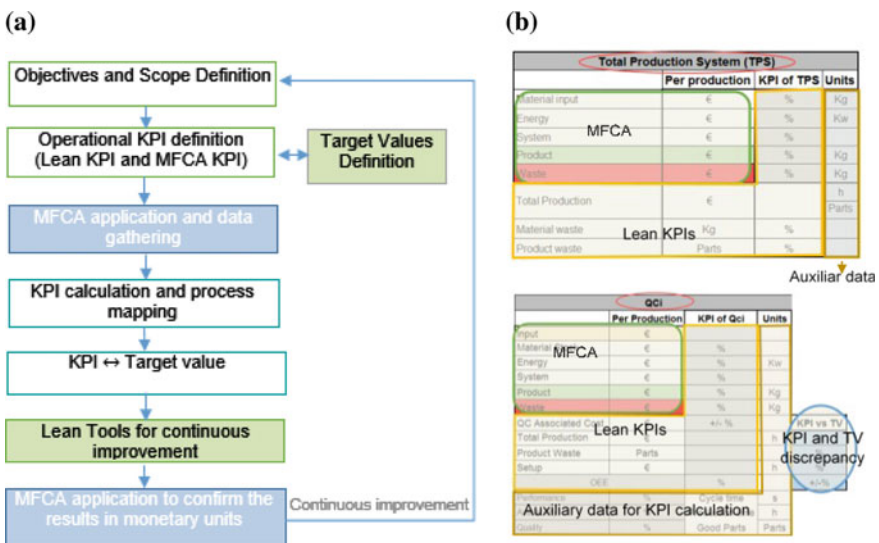 (a)
Objectives and Scope Definition
Operational KPI definition
(Lean KPI and MFCA KPI)
Target Values
Definition
MFCA application and data
gathering
KPI calculation and process
mapping
KPI ↔ Target value
Lean Tools for continuous
improvement
MFCA application to confirm the
results in monetary units
Continuous improvement
(b)
Total Production System (TPS)
Per production KPI of TPS Units
Material input € % Kg
Energy € % Kw
MFCA
System € %
Product € % Kg
Waste € % Kg
Total Production € h
Parts
Lean KPIs
Material waste Kg %
Product waste Parts %
Auxiliar data
QCi
Per Production KPI of Qci Units
Input €
Material € %
MFCA
Energy € % Kw
System € %
Product € % Kg
Waste € % Kg
QC Associated Cost +/- % KPI vs TV
Lean KPIs
Total Production h
KPI and TV
discrepancy
Product Waste Parts
Setup € % h %
OEE % +/-%
Performance % Cycle time s
Auxiliary data for KPI calculation
h
Quality % Good Parts Parts